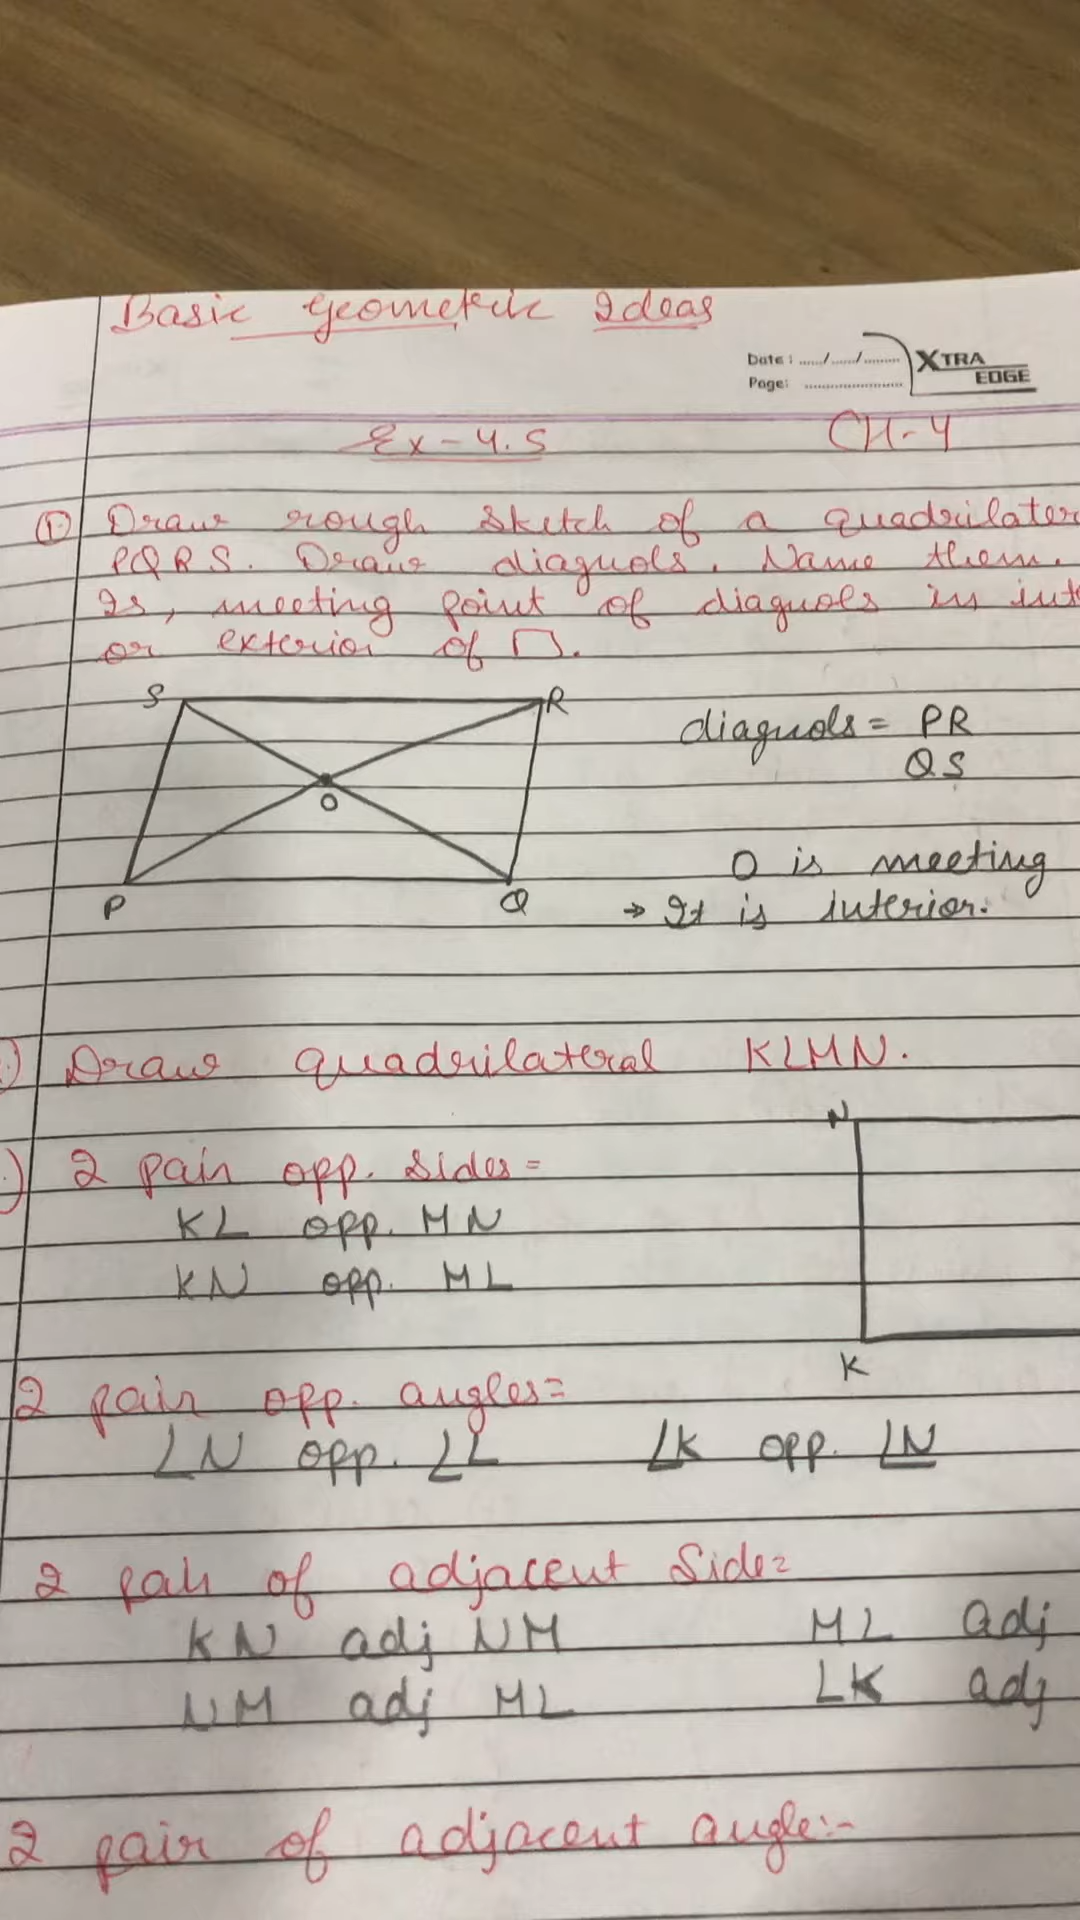 Basic Geometric Ideas
Date : ....../....../.........
Page: ........................
XTRA
EDGE
Ex - 4.5
CH-4
① Draw rough sketch of a quadrilater
PQRS. Draw diaguols. Name them.
Is, meeting point of diaguols in int
or exterior of
S
R
O
P
Q
diaguols = PR
QS
O is meeting
→ It is interior.
.) Draw quadrilateral KLMN.
N
K
.) 2 pair opp. sides =
KL opp. MN
KN opp. ML
2 pair opp. angles=
∠N opp. ∠L
∠K opp. ∠N
2 pair of adjacent Side=
KN adj NM
ML adj
NM adj ML
LK adj
2 pair of adjacent angle:-